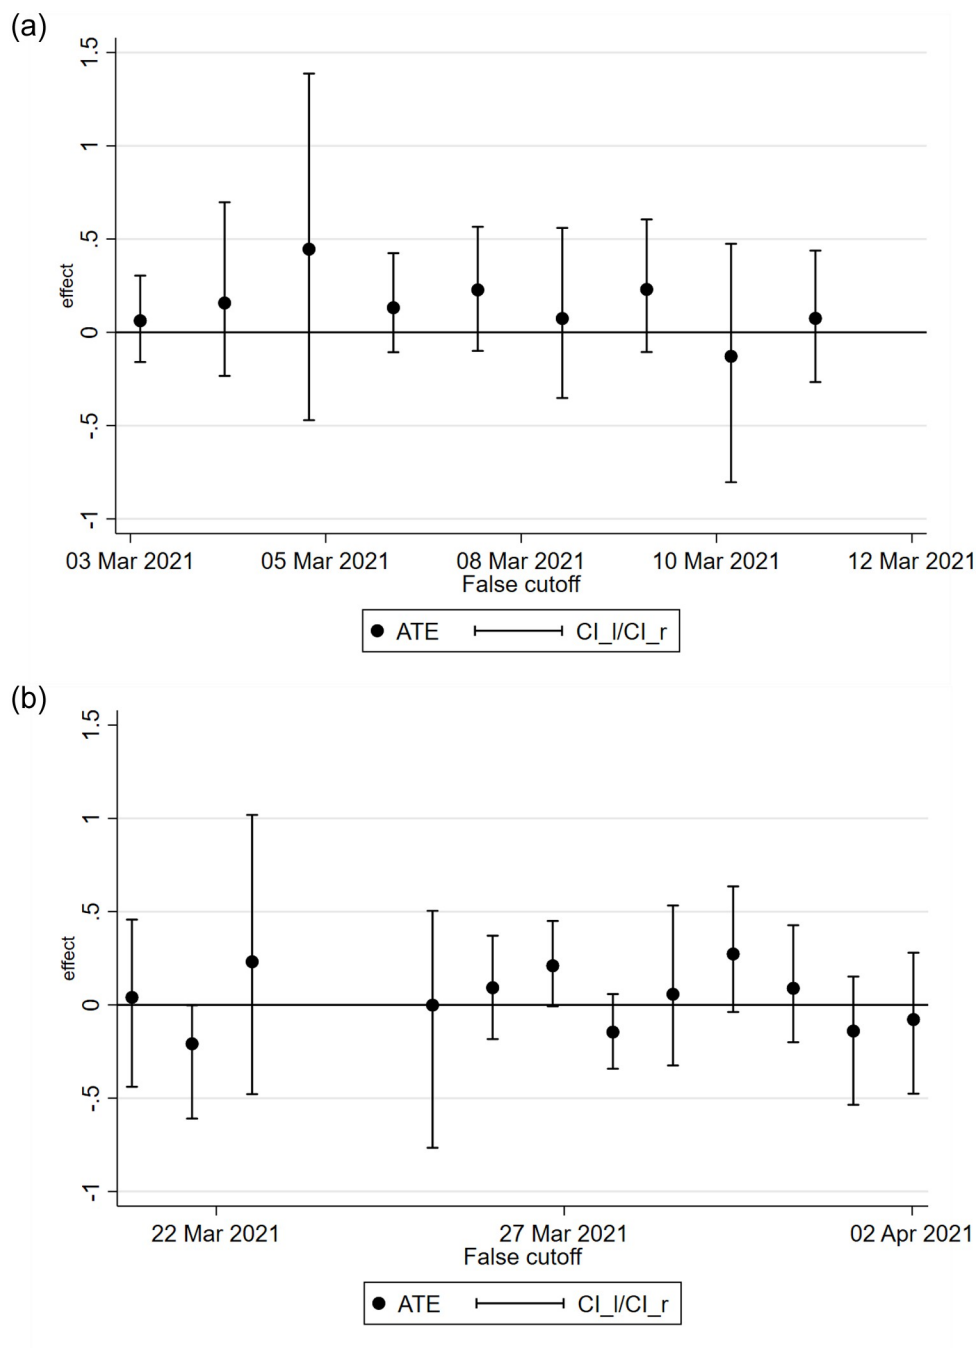 (a)
1.5
1
.5
0
-.5
-1
effect
03 Mar 2021 05 Mar 2021 08 Mar 2021 10 Mar 2021 12 Mar 2021
False cutoff
ATE CI_l/CI_r
(b)
1.5
1
.5
0
-.5
-1
effect
22 Mar 2021 27 Mar 2021 02 Apr 2021
False cutoff
ATE CI_l/CI_r